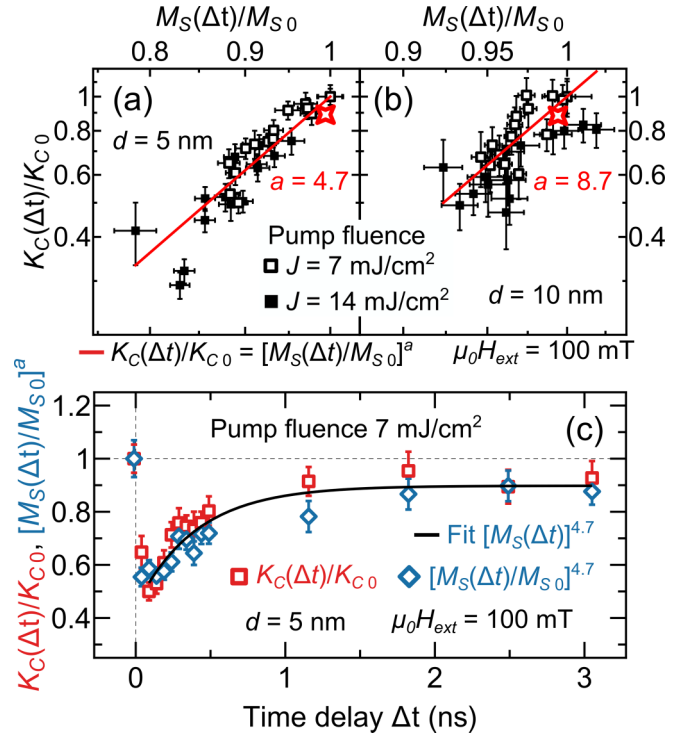 M_S(Δt)/M_S0 M_S(Δt)/M_S0
0.8 0.9 1 0.925 0.95 0.975 1
(a) (b)
1 1
0.8 0.8
0.6 0.6
0.4 0.4
K_C(Δt)/K_C0
d = 5 nm
a = 4.7 a = 8.7
Pump fluence
J = 7 mJ/cm²
J = 14 mJ/cm²
d = 10 nm
K_C(Δt)/K_C0 = [M_S(Δt)/M_S0]^a μ₀H_ext = 100 mT
K_C(Δt)/K_C0, [M_S(Δt)/M_S0]^a
1.2
1
0.8
0.6
0.4
Pump fluence 7 mJ/cm² (c)
Fit [M_S(Δt)]^4.7
K_C(Δt)/K_C0 [M_S(Δt)/M_S0]^4.7
d = 5 nm μ₀H_ext = 100 mT
0 1 2 3
Time delay Δt (ns)